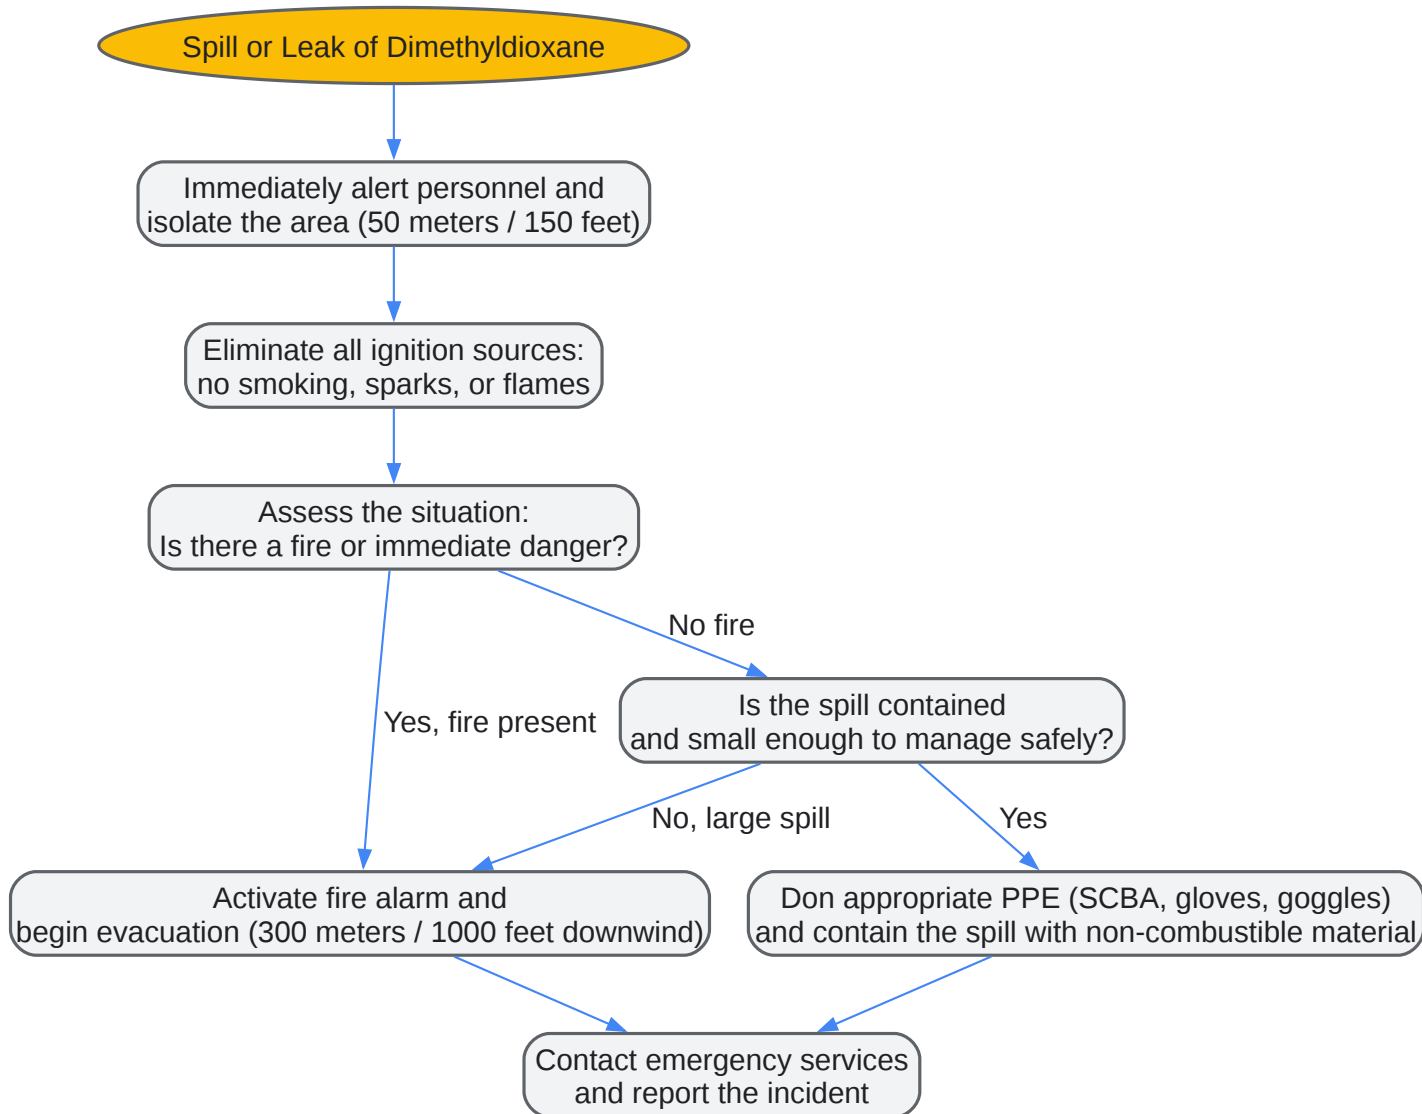 Spill or Leak of Dimethyldioxane
Immediately alert personnel and
isolate the area (50 meters / 150 feet)
Eliminate all ignition sources:
no smoking, sparks, or flames
Assess the situation:
Is there a fire or immediate danger?
No fire
Yes, fire present
Is the spill contained
and small enough to manage safely?
No, large spill
Yes
Activate fire alarm and
begin evacuation (300 meters / 1000 feet downwind)
Don appropriate PPE (SCBA, gloves, goggles)
and contain the spill with non-combustible material
Contact emergency services
and report the incident